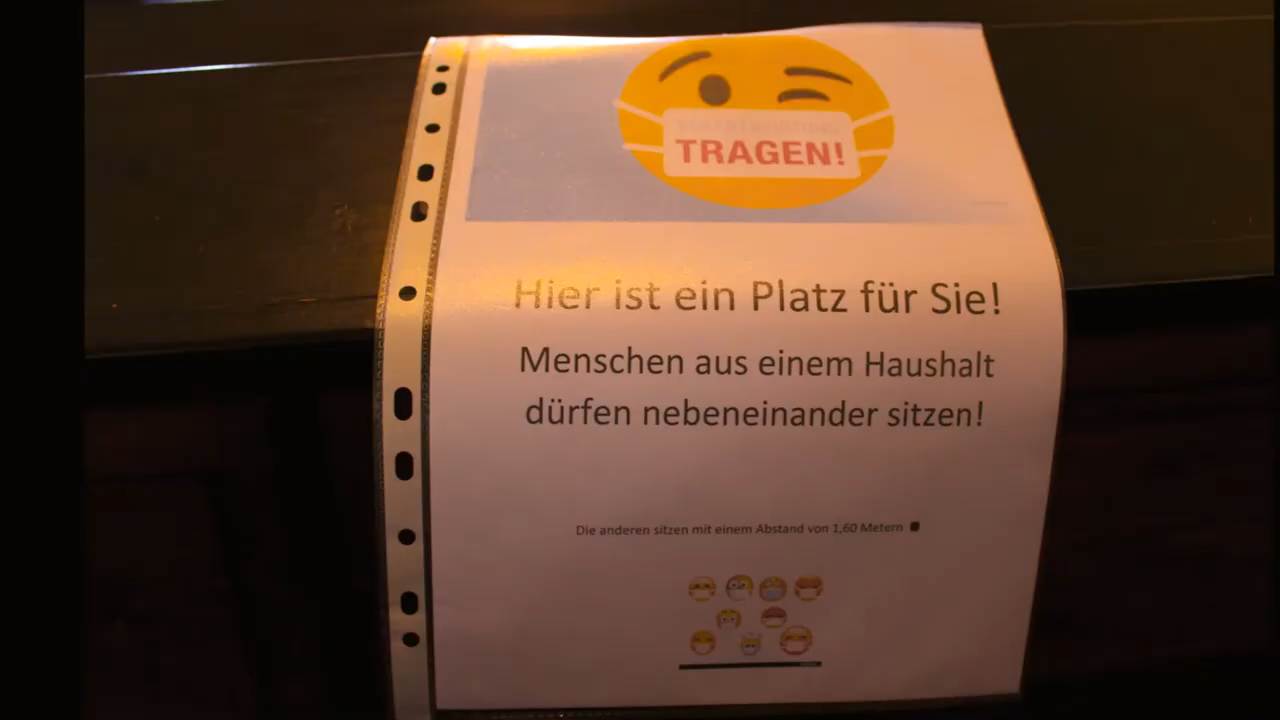 TRAGEN!
Hier ist ein Platz für Sie!
Menschen aus einem Haushalt
dürfen nebeneinander sitzen!
Die anderen sitzen mit einem Abstand von 1,60 Metern